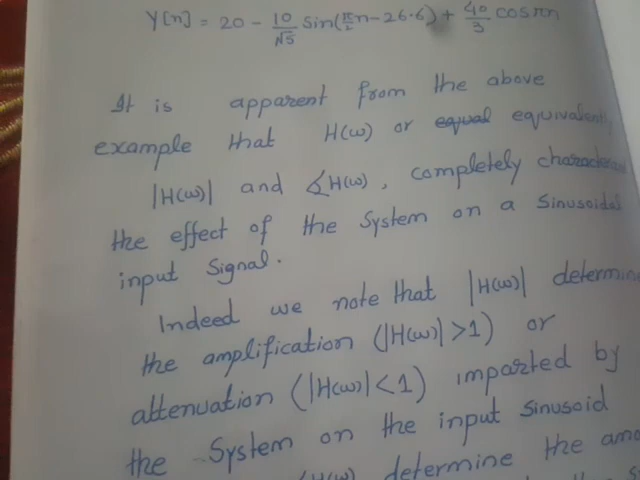 Y[n] = 20 - 10/√5 sin(π/2 n - 26.6) + 40/3 cosπn
It is apparent from the above
example that H(ω) or equal equivalently
|H(ω)| and ∡H(ω), completely
the effect of the System on a Sinusoidal
input Signal.
Indeed we note that |H(ω)|
the amplification (|H(ω)|>1) or
attenuation (|H(ω)|<1) imparted by
the System on the input Sinusoid
H(ω) determine the